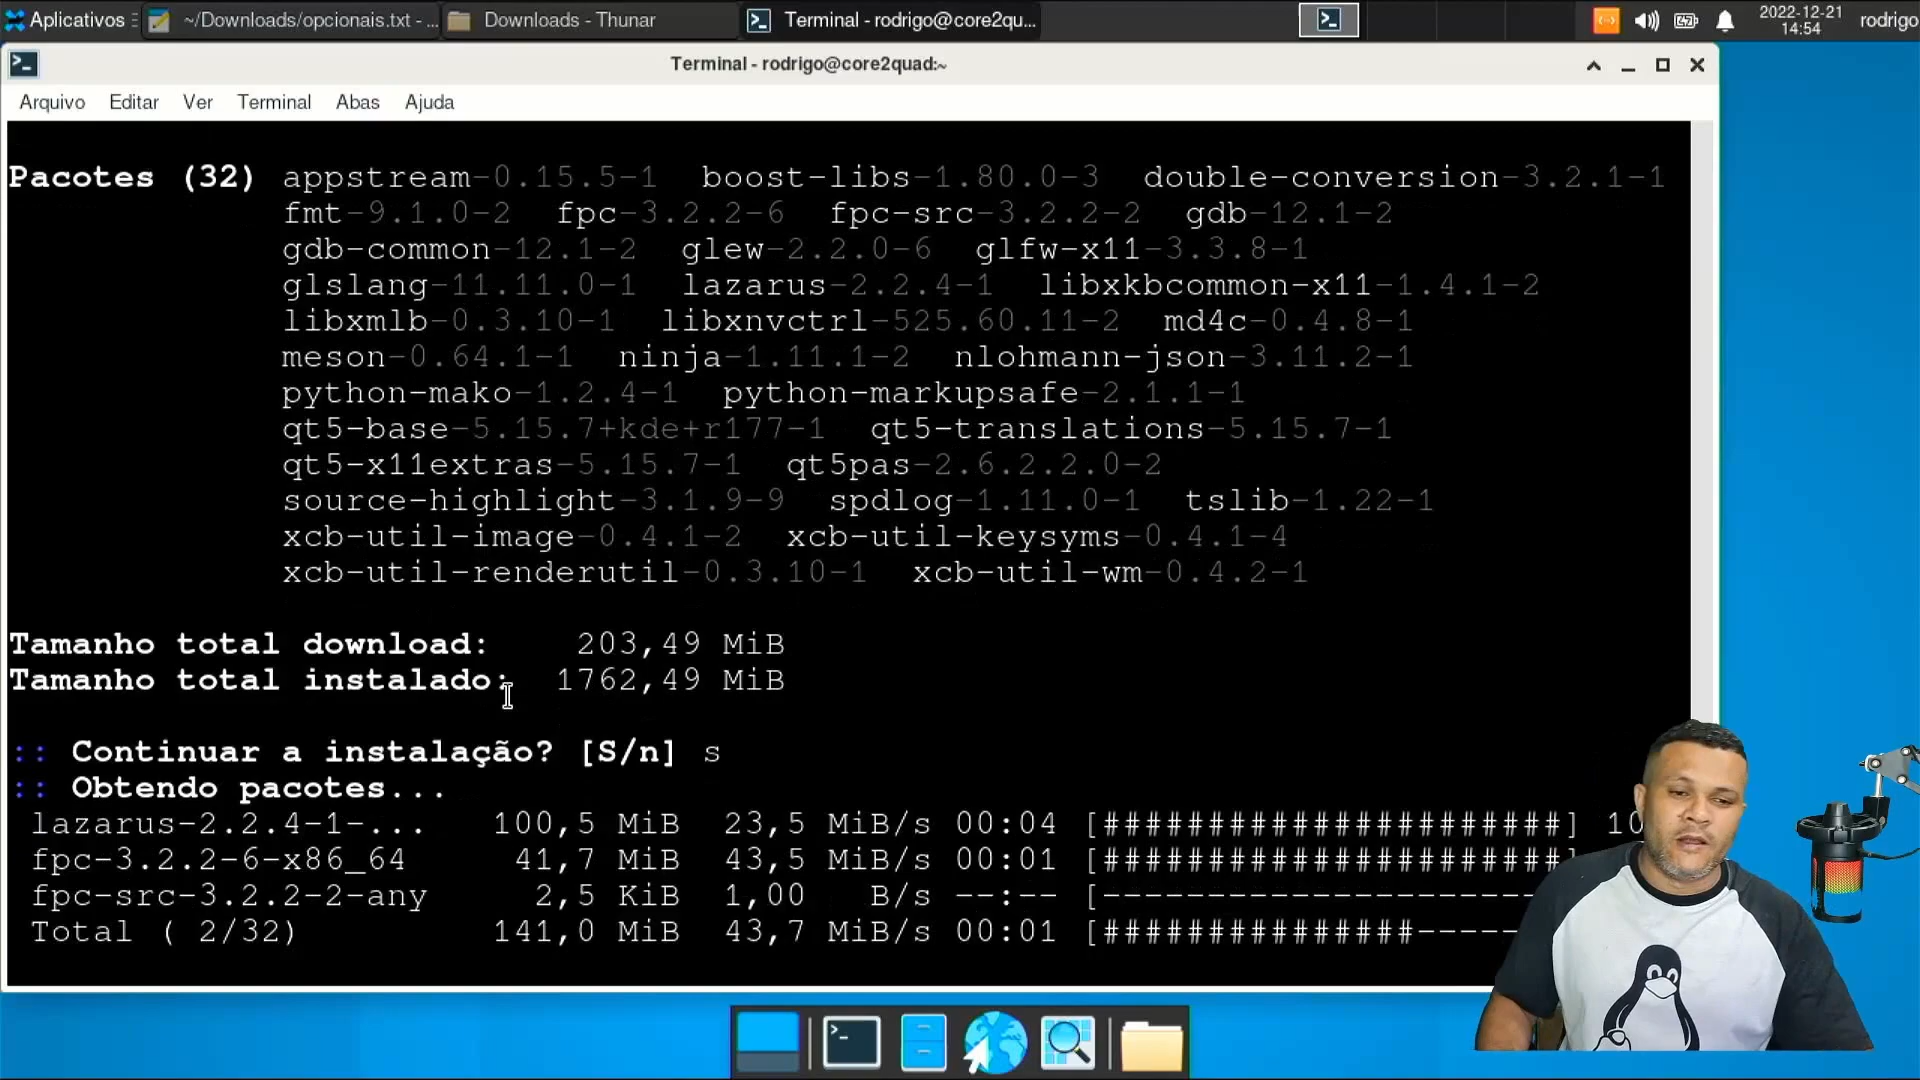 Aplicativos
~/Downloads/opcionais.txt - ...
Downloads - Thunar
Terminal - rodrigo@core2qu...
2022-12-21
14:54
rodrigo
Terminal - rodrigo@core2quad:~
Arquivo Editar Ver Terminal Abas Ajuda
Pacotes (32) appstream-0.15.5-1 boost-libs-1.80.0-3 double-conversion-3.2.1-1
fmt-9.1.0-2 fpc-3.2.2-6 fpc-src-3.2.2-2 gdb-12.1-2
gdb-common-12.1-2 glew-2.2.0-6 glfw-x11-3.3.8-1
glslang-11.11.0-1 lazarus-2.2.4-1 libxkbcommon-x11-1.4.1-2
libxmlb-0.3.10-1 libxnvctrl-525.60.11-2 md4c-0.4.8-1
meson-0.64.1-1 ninja-1.11.1-2 nlohmann-json-3.11.2-1
python-mako-1.2.4-1 python-markupsafe-2.1.1-1
qt5-base-5.15.7+kde+r177-1 qt5-translations-5.15.7-1
qt5-x11extras-5.15.7-1 qt5pas-2.6.2.2.0-2
source-highlight-3.1.9-9 spdlog-1.11.0-1 tslib-1.22-1
xcb-util-image-0.4.1-2 xcb-util-keysyms-0.4.1-4
xcb-util-renderutil-0.3.10-1 xcb-util-wm-0.4.2-1
Tamanho total download: 203,49 MiB
Tamanho total instalado: 1762,49 MiB
:: Continuar a instalação? [S/n] s
:: Obtendo pacotes...
lazarus-2.2.4-1-... 100,5 MiB 23,5 MiB/s 00:04 [######################] 10
fpc-3.2.2-6-x86_64 41,7 MiB 43,5 MiB/s 00:01 [######################]
fpc-src-3.2.2-2-any 2,5 KiB 1,00 B/s --:-- [---------------------
Total ( 2/32) 141,0 MiB 43,7 MiB/s 00:01 [###############-----